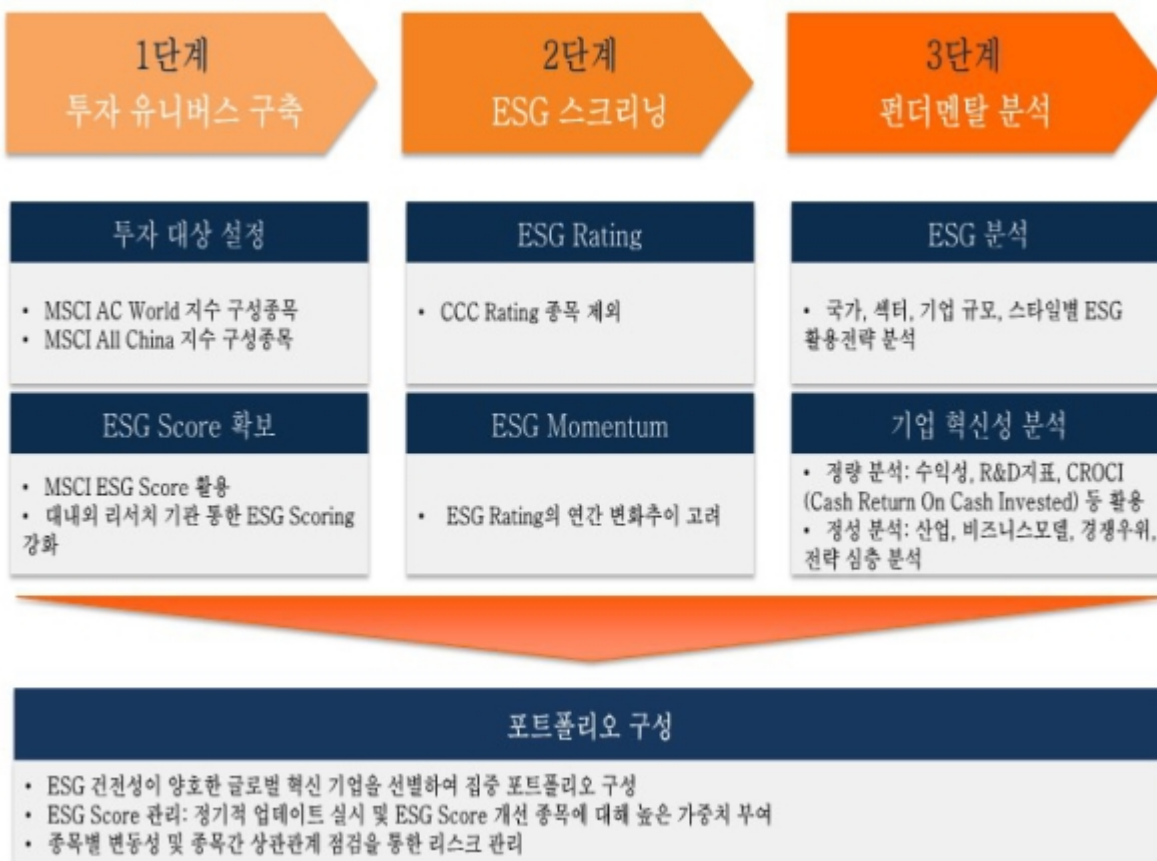 1단계
투자 유니버스 구축
2단계
ESG 스크리닝
3단계
펀더멘탈 분석
투자 대상 설정
• MSCI AC World 지수 구성종목
• MSCI All China 지수 구성종목
ESG Rating
• CCC Rating 종목 제외
ESG 분석
• 국가, 섹터, 기업 규모, 스타일별 ESG
활용전략 분석
ESG Score 확보
• MSCI ESG Score 활용
• 대내외 리서치 기관 통한 ESG Scoring
강화
ESG Momentum
• ESG Rating의 연간 변화추이 고려
기업 혁신성 분석
• 정량 분석: 수익성, R&D지표, CROCI
(Cash Return On Cash Invested) 등 활용
• 정성 분석: 산업, 비즈니스모델, 경쟁우위,
전략 심층 분석
포트폴리오 구성
• ESG 건전성이 양호한 글로벌 혁신 기업을 선별하여 집중 포트폴리오 구성
• ESG Score 관리: 정기적 업데이트 실시 및 ESG Score 개선 종목에 대해 높은 가중치 부여
• 종목별 변동성 및 종목간 상관관계 점검을 통한 리스크 관리